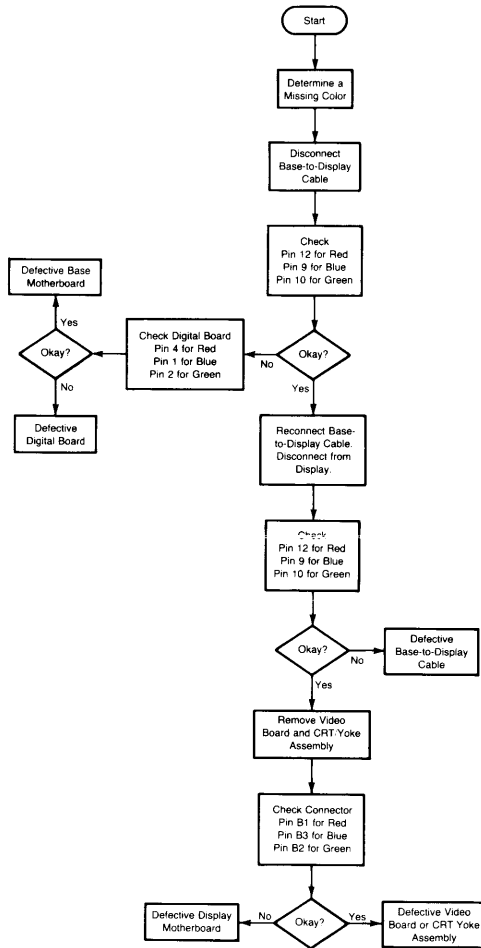 Start
Determine a
Missing Color
Disconnect
Base-to-Display
Cable
Check
Pin 12 for Red
Pin 9 for Blue
Pin 10 for Green
Okay?
No
Yes
Check Digital Board
Pin 4 for Red
Pin 1 for Blue
Pin 2 for Green
Okay?
Yes
No
Defective Base
Motherboard
Defective
Digital Board
Reconnect Base-
to-Display Cable.
Disconnect from
Display.
Check
Pin 12 for Red
Pin 9 for Blue
Pin 10 for Green
Okay?
No
Yes
Defective
Base-to-Display
Cable
Remove Video
Board and CRT/Yoke
Assembly
Check Connector
Pin B1 for Red
Pin B3 for Blue
Pin B2 for Green
Okay?
No
Yes
Defective Display
Motherboard
Defective Video
Board or CRT Yoke
Assembly